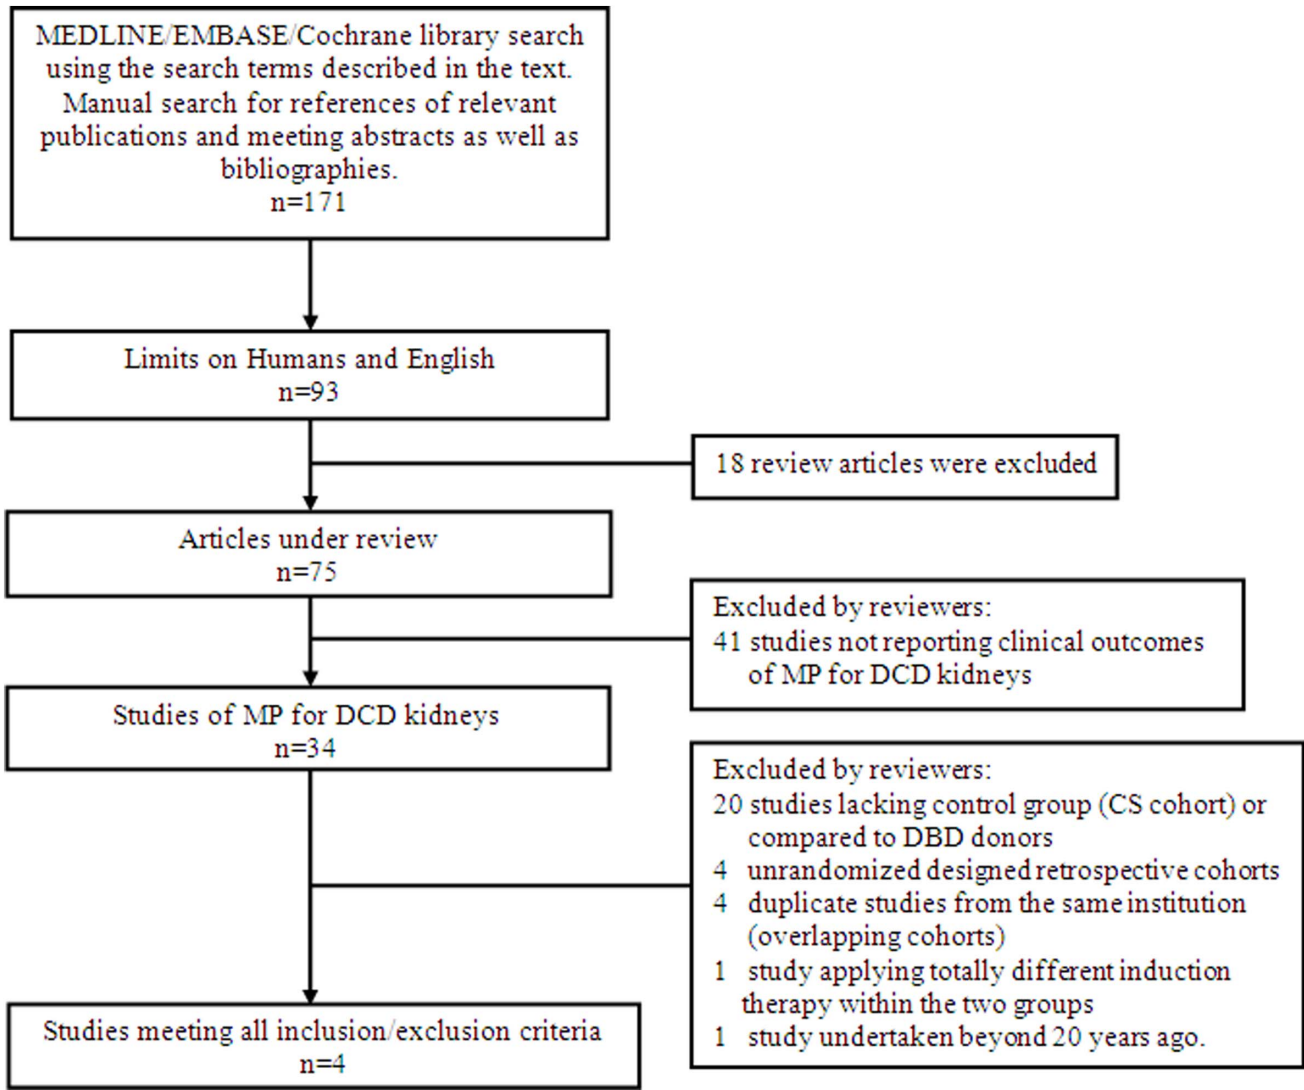 MEDLINE/EMBASE/Cochrane library search
using the search terms described in the text.
Manual search for references of relevant
publications and meeting abstracts as well as
bibliographies.
n=171
Limits on Humans and English
n=93
18 review articles were excluded
Articles under review
n=75
Excluded by reviewers:
41 studies not reporting clinical outcomes
of MP for DCD kidneys
Studies of MP for DCD kidneys
n=34
Excluded by reviewers:
20 studies lacking control group (CS cohort) or
compared to DBD donors
4 unrandomized designed retrospective cohorts
4 duplicate studies from the same institution
(overlapping cohorts)
1 study applying totally different induction
therapy within the two groups
1 study undertaken beyond 20 years ago.
Studies meeting all inclusion/exclusion criteria
n=4